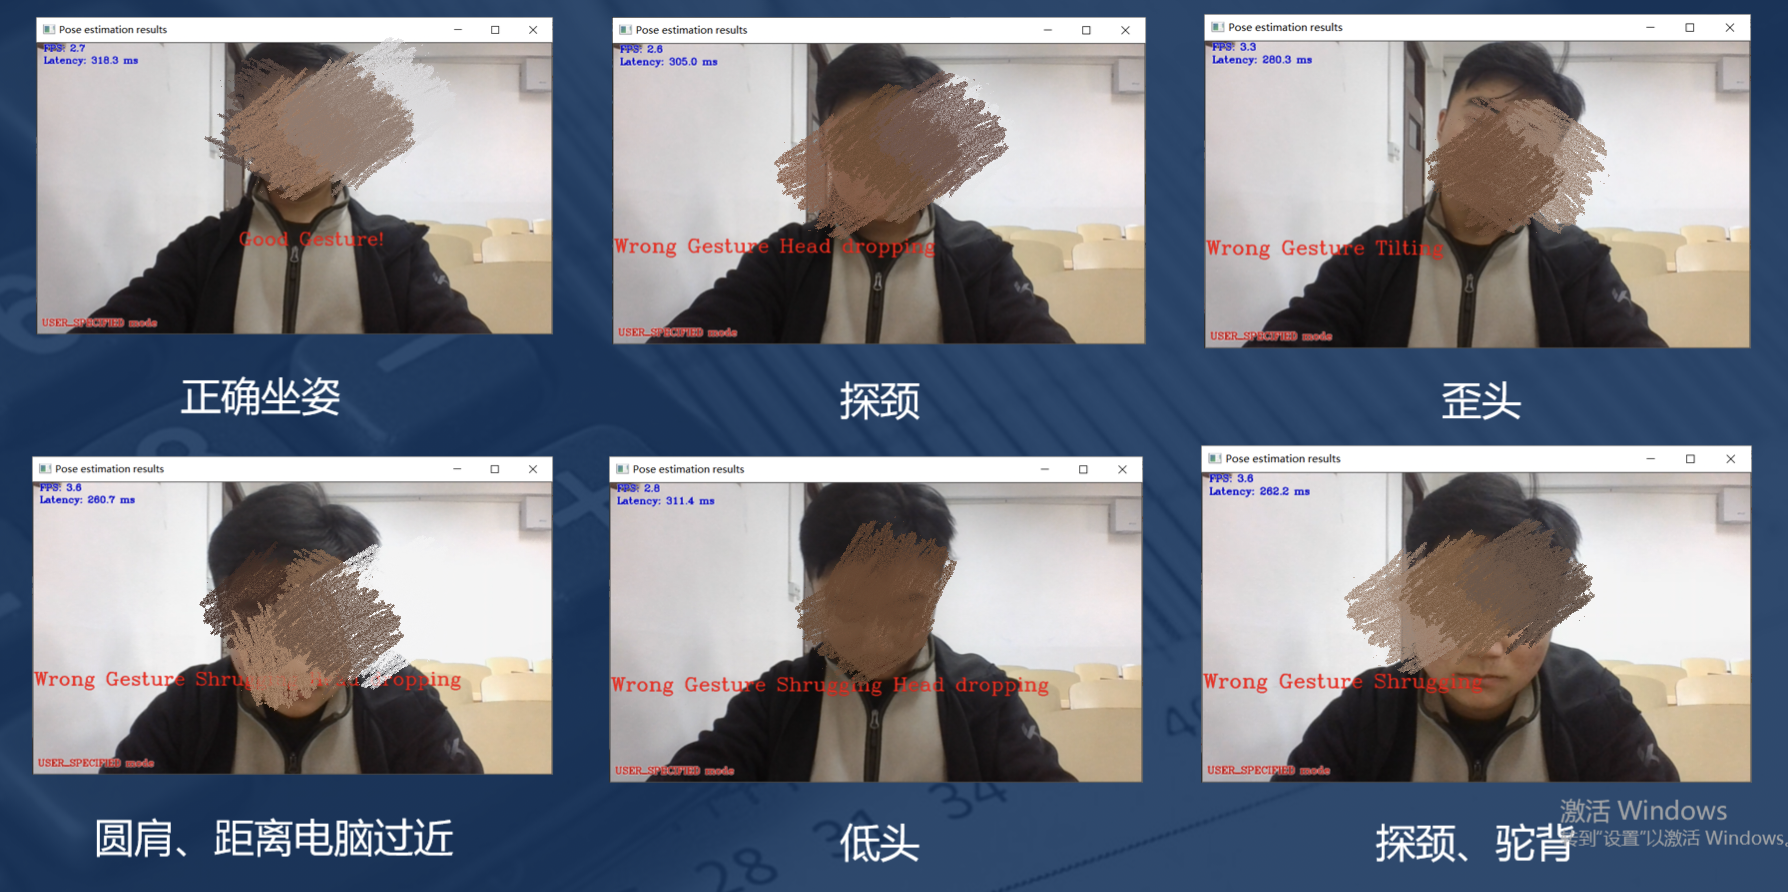 Pose estimation results
FPS: 2.7
Latency: 318.3 ms
Good Gesture!
USER_SPECIFIED mode
正确坐姿
Pose estimation results
FPS: 2.6
Latency: 305.0 ms
Wrong Gesture Head dropping
USER_SPECIFIED mode
探颈
Pose estimation results
FPS: 3.3
Latency: 280.3 ms
Wrong Gesture Tilting
USER_SPECIFIED mode
歪头
Pose estimation results
FPS: 3.6
Latency: 260.7 ms
Wrong Gesture Shrugging Head dropping
USER_SPECIFIED mode
圆肩、距离电脑过近
Pose estimation results
FPS: 2.8
Latency: 311.4 ms
Wrong Gesture Shrugging Head dropping
USER_SPECIFIED mode
低头
Pose estimation results
FPS: 3.6
Latency: 262.2 ms
Wrong Gesture Shrugging
USER_SPECIFIED mode
探颈、驼背
激活 Windows
转到"设置"以激活 Windows。
28 31 34